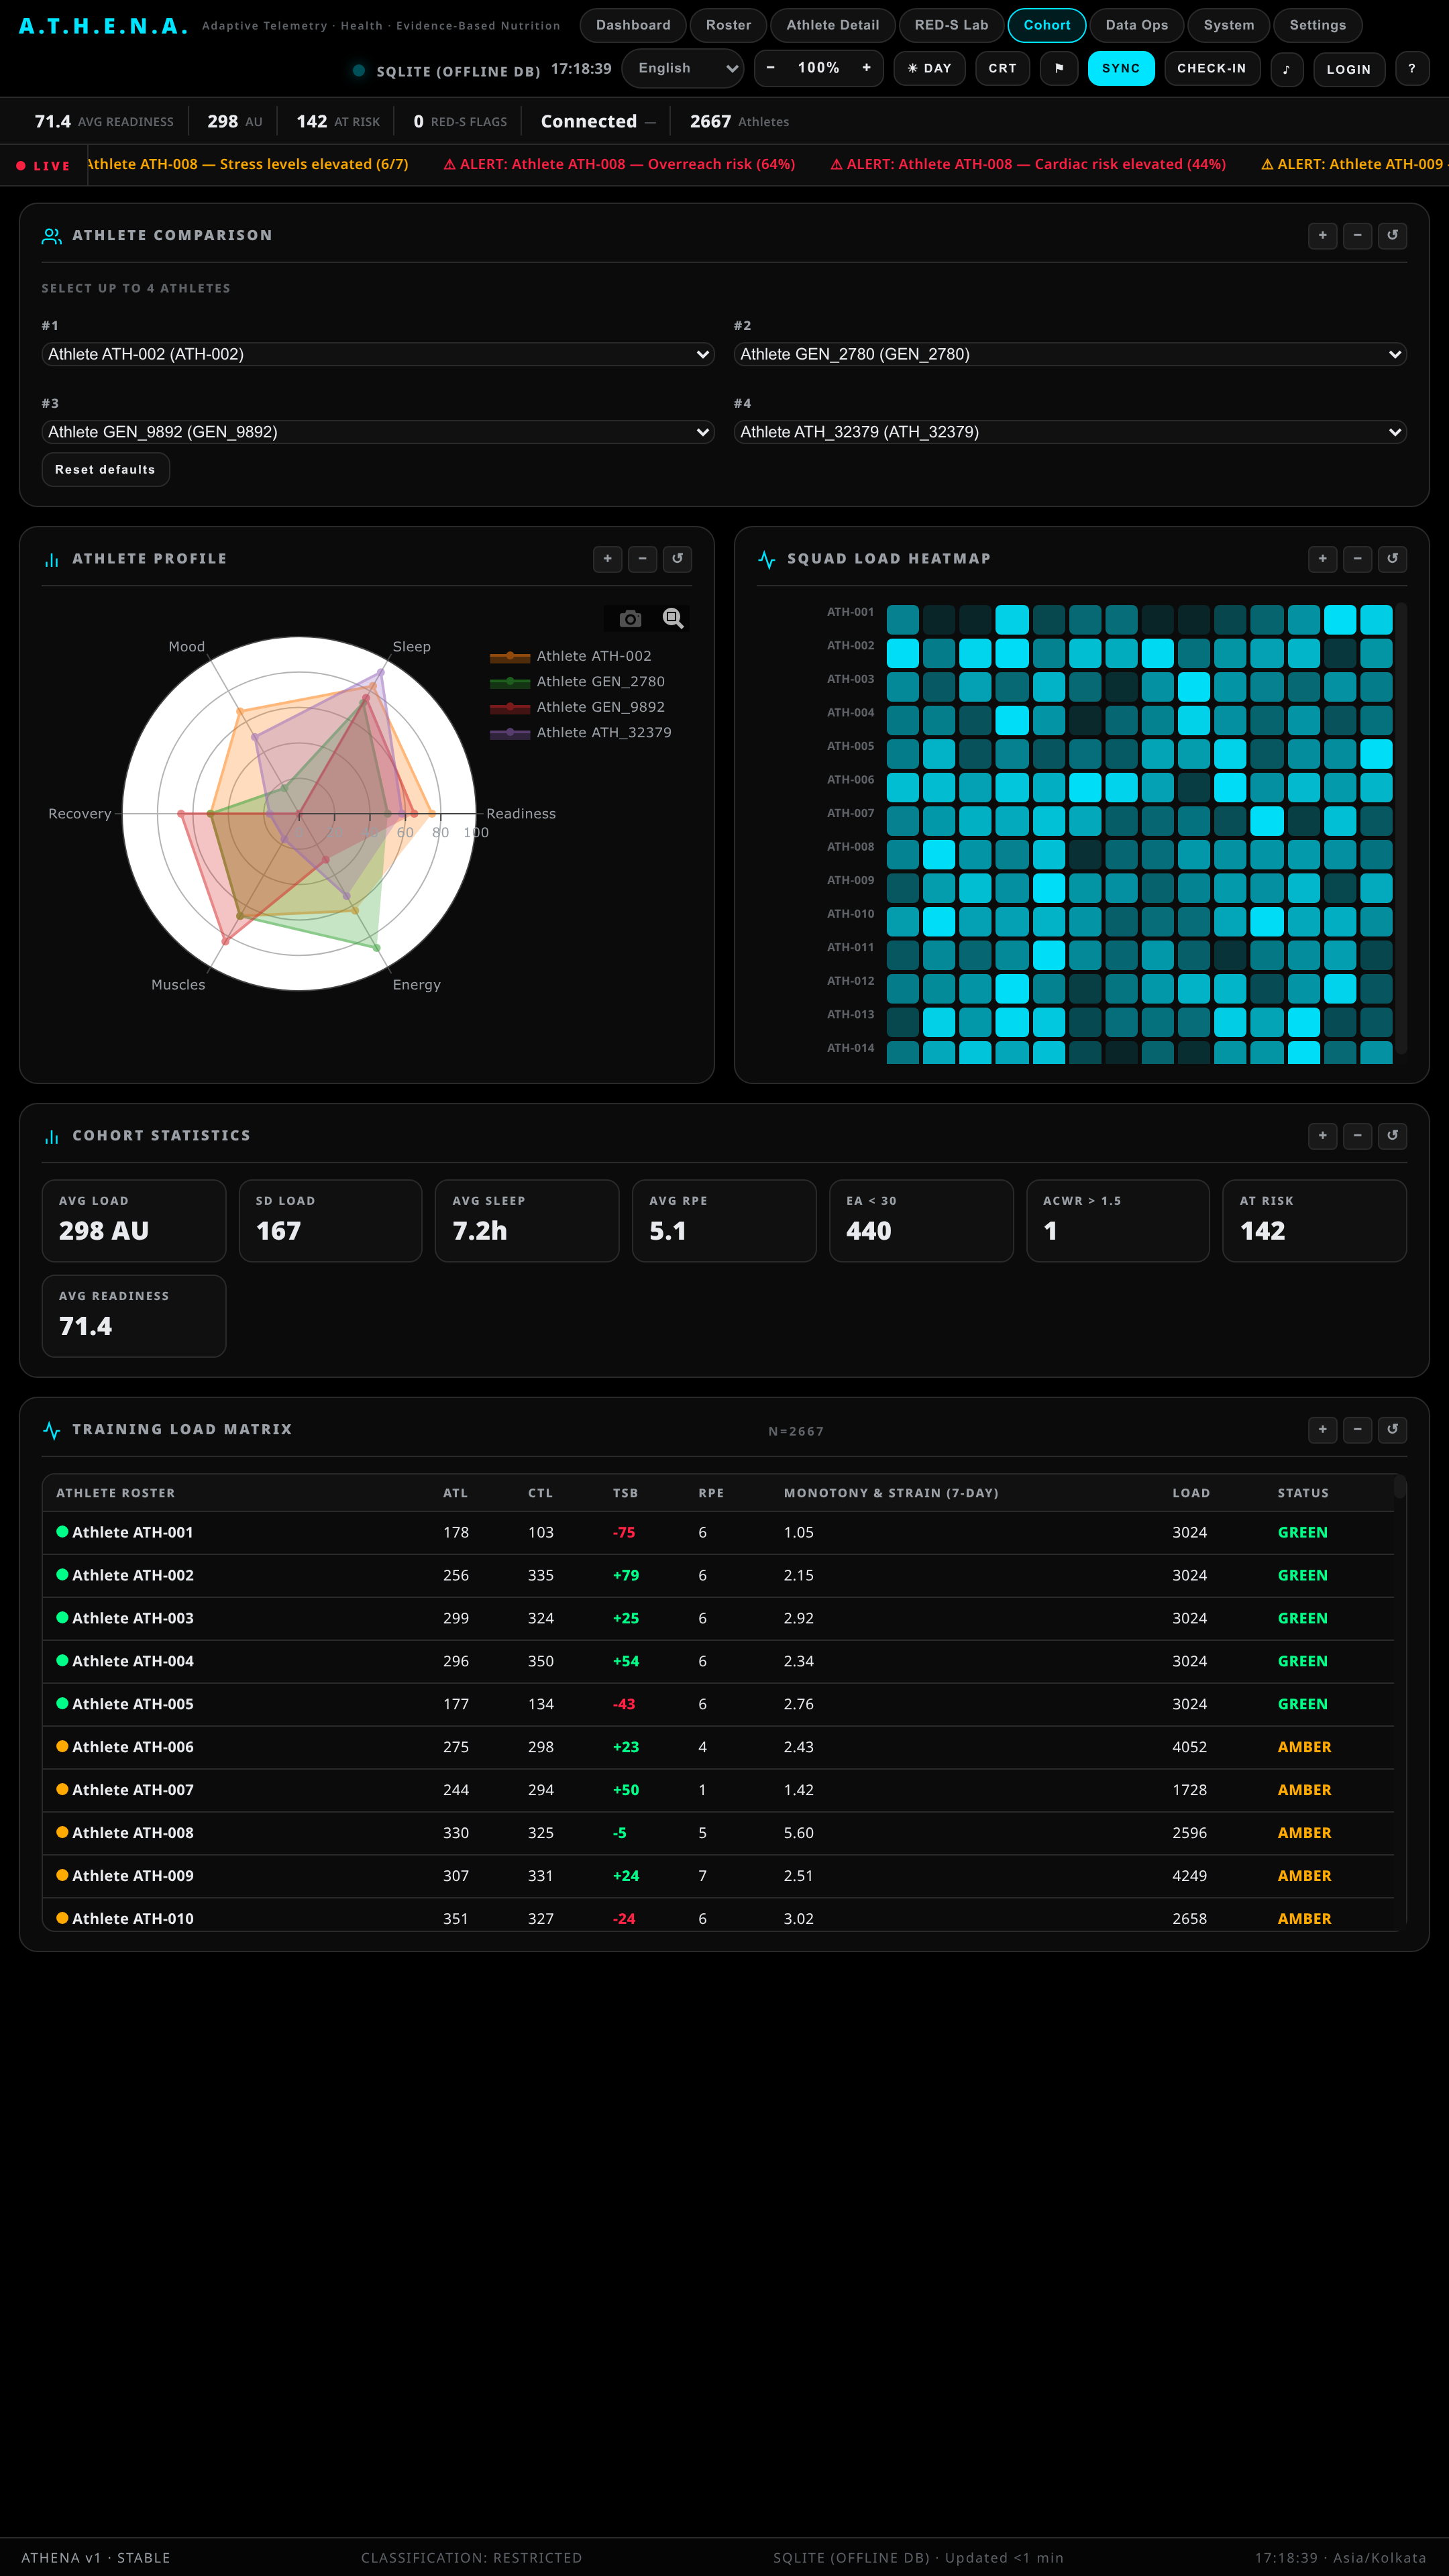 A.T.H.E.N.A. Adaptive Telemetry · Health · Evidence-Based Nutrition Dashboard Roster Athlete Detail RED-S Lab Cohort Data Ops System Settings
SQLITE (OFFLINE DB) 17:18:39 English − 100% + ☀ DAY CRT ⚑ SYNC CHECK-IN ♪ LOGIN ?
71.4 AVG READINESS 298 AU 142 AT RISK 0 RED-S FLAGS Connected — 2667 Athletes
LIVE Athlete ATH-008 — Stress levels elevated (6/7) ⚠ ALERT: Athlete ATH-008 — Overreach risk (64%) ⚠ ALERT: Athlete ATH-008 — Cardiac risk elevated (44%) ⚠ ALERT: Athlete ATH-009
ATHLETE COMPARISON + − ↺
SELECT UP TO 4 ATHLETES
#1
Athlete ATH-002 (ATH-002)
#2
Athlete GEN_2780 (GEN_2780)
#3
Athlete GEN_9892 (GEN_9892)
#4
Athlete ATH_32379 (ATH_32379)
Reset defaults
ATHLETE PROFILE + − ↺
Mood Sleep
Recovery Readiness
60 80 100
Muscles Energy
Athlete ATH-002
Athlete GEN_2780
Athlete GEN_9892
Athlete ATH_32379
SQUAD LOAD HEATMAP + − ↺
ATH-001
ATH-002
ATH-003
ATH-004
ATH-005
ATH-006
ATH-007
ATH-008
ATH-009
ATH-010
ATH-011
ATH-012
ATH-013
ATH-014
COHORT STATISTICS + − ↺
AVG LOAD
298 AU
SD LOAD
167
AVG SLEEP
7.2h
AVG RPE
5.1
EA < 30
440
ACWR > 1.5
1
AT RISK
142
AVG READINESS
71.4
TRAINING LOAD MATRIX N=2667 + − ↺
ATHLETE ROSTER ATL CTL TSB RPE MONOTONY & STRAIN (7-DAY) LOAD STATUS
Athlete ATH-001 178 103 -75 6 1.05 3024 GREEN
Athlete ATH-002 256 335 +79 6 2.15 3024 GREEN
Athlete ATH-003 299 324 +25 6 2.92 3024 GREEN
Athlete ATH-004 296 350 +54 6 2.34 3024 GREEN
Athlete ATH-005 177 134 -43 6 2.76 3024 GREEN
Athlete ATH-006 275 298 +23 4 2.43 4052 AMBER
Athlete ATH-007 244 294 +50 1 1.42 1728 AMBER
Athlete ATH-008 330 325 -5 5 5.60 2596 AMBER
Athlete ATH-009 307 331 +24 7 2.51 4249 AMBER
Athlete ATH-010 351 327 -24 6 3.02 2658 AMBER
ATHENA v1 · STABLE CLASSIFICATION: RESTRICTED SQLITE (OFFLINE DB) · Updated <1 min 17:18:39 · Asia/Kolkata